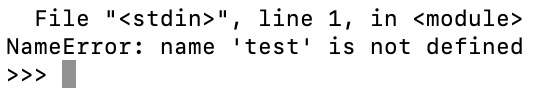 File "<stdin>", line 1, in <module>
NameError: name 'test' is not defined
>>>